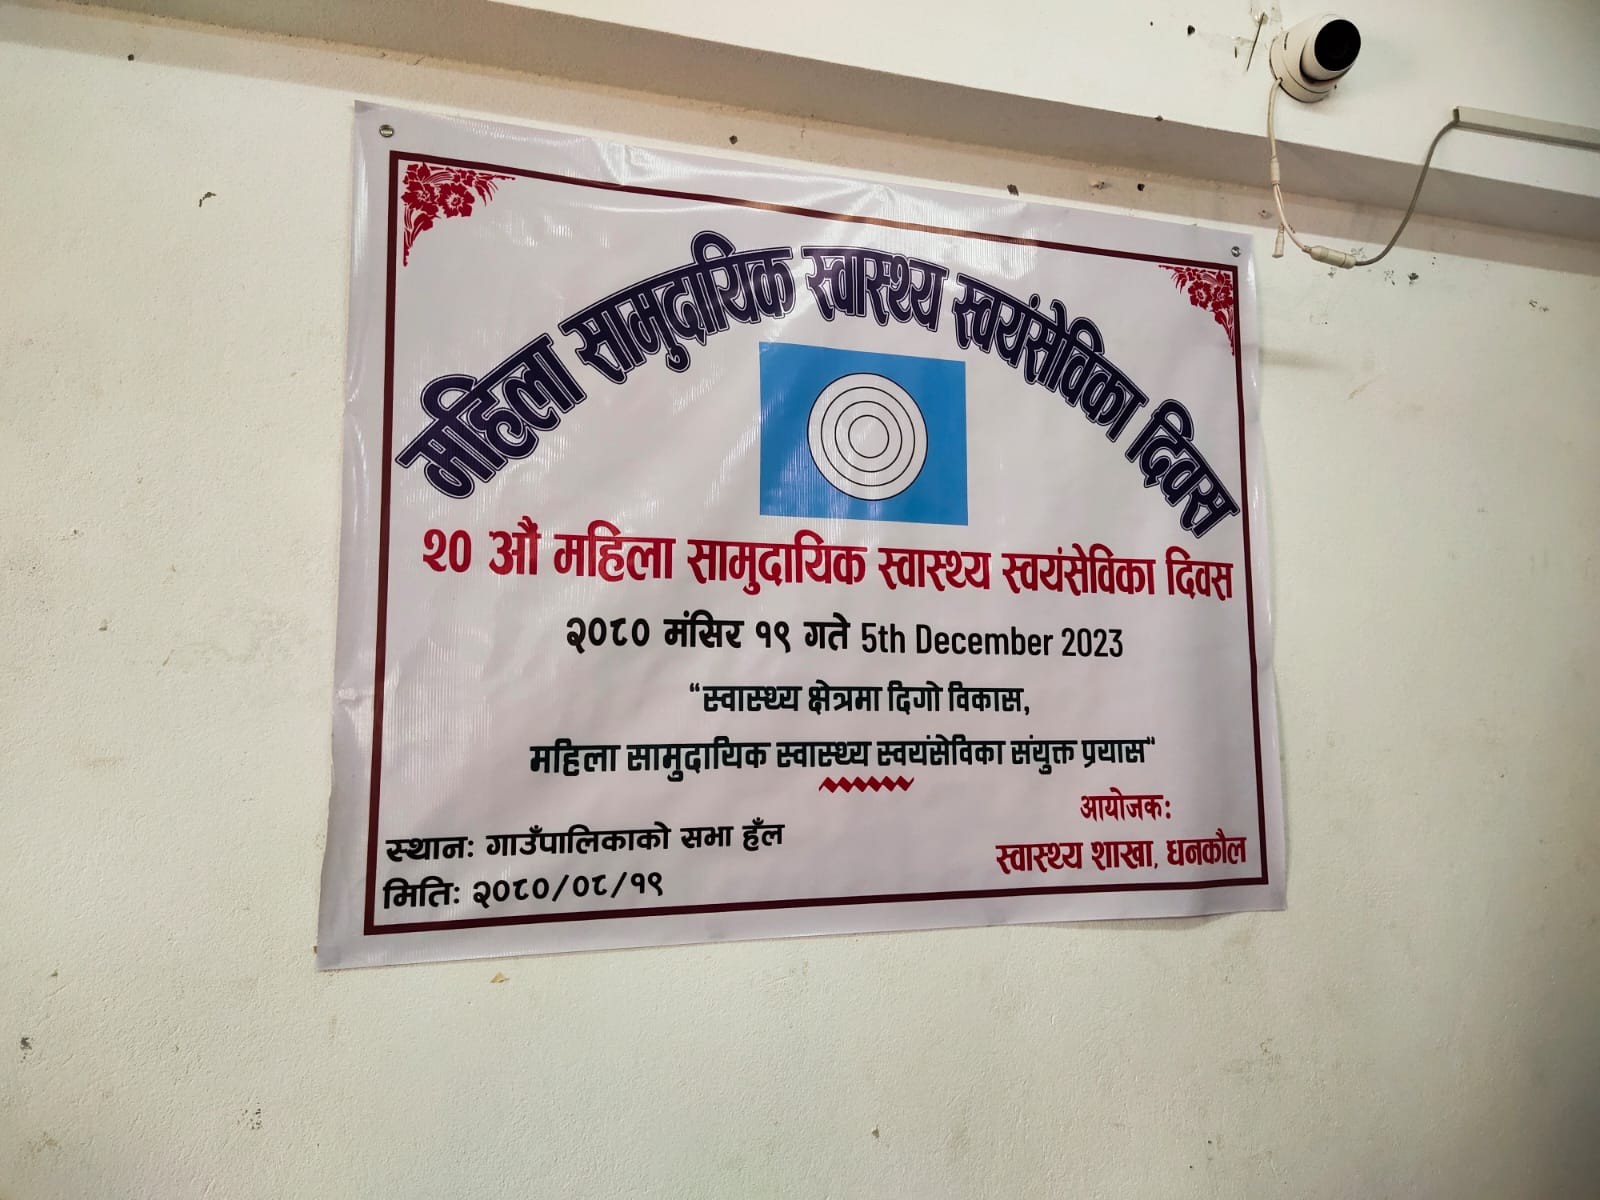 महिला सामुदायिक स्वास्थ्य स्वयंसेविका दिवस
२० औं महिला सामुदायिक स्वास्थ्य स्वयंसेविका दिवस
२०८० मंसिर १९ गते 5th December 2023
“स्वास्थ्य क्षेत्रमा दिगो विकास,
महिला सामुदायिक स्वास्थ्य स्वयंसेविका संयुक्त प्रयास”
आयोजकः
स्वास्थ्य शाखा, धनकौल
स्थानः गाउँपालिकाको सभा हँल
मितिः २०८०/०८/१९